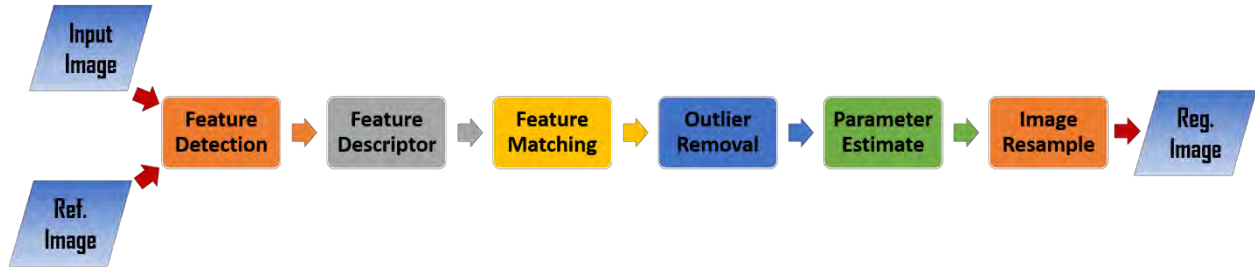 Input
Image
Ref.
Image
Feature
Detection
Feature
Descriptor
Feature
Matching
Outlier
Removal
Parameter
Estimate
Image
Resample
Reg.
Image